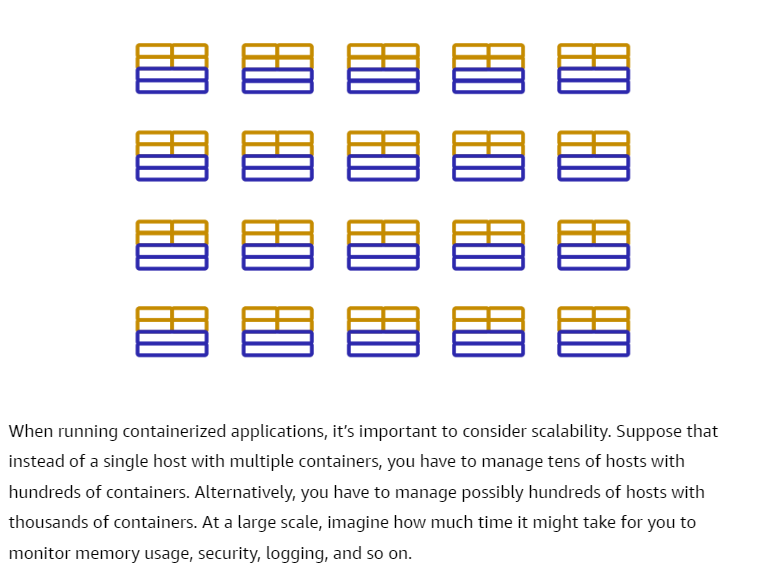 When running containerized applications, it’s important to consider scalability. Suppose that
instead of a single host with multiple containers, you have to manage tens of hosts with
hundreds of containers. Alternatively, you have to manage possibly hundreds of hosts with
thousands of containers. At a large scale, imagine how much time it might take for you to
monitor memory usage, security, logging, and so on.